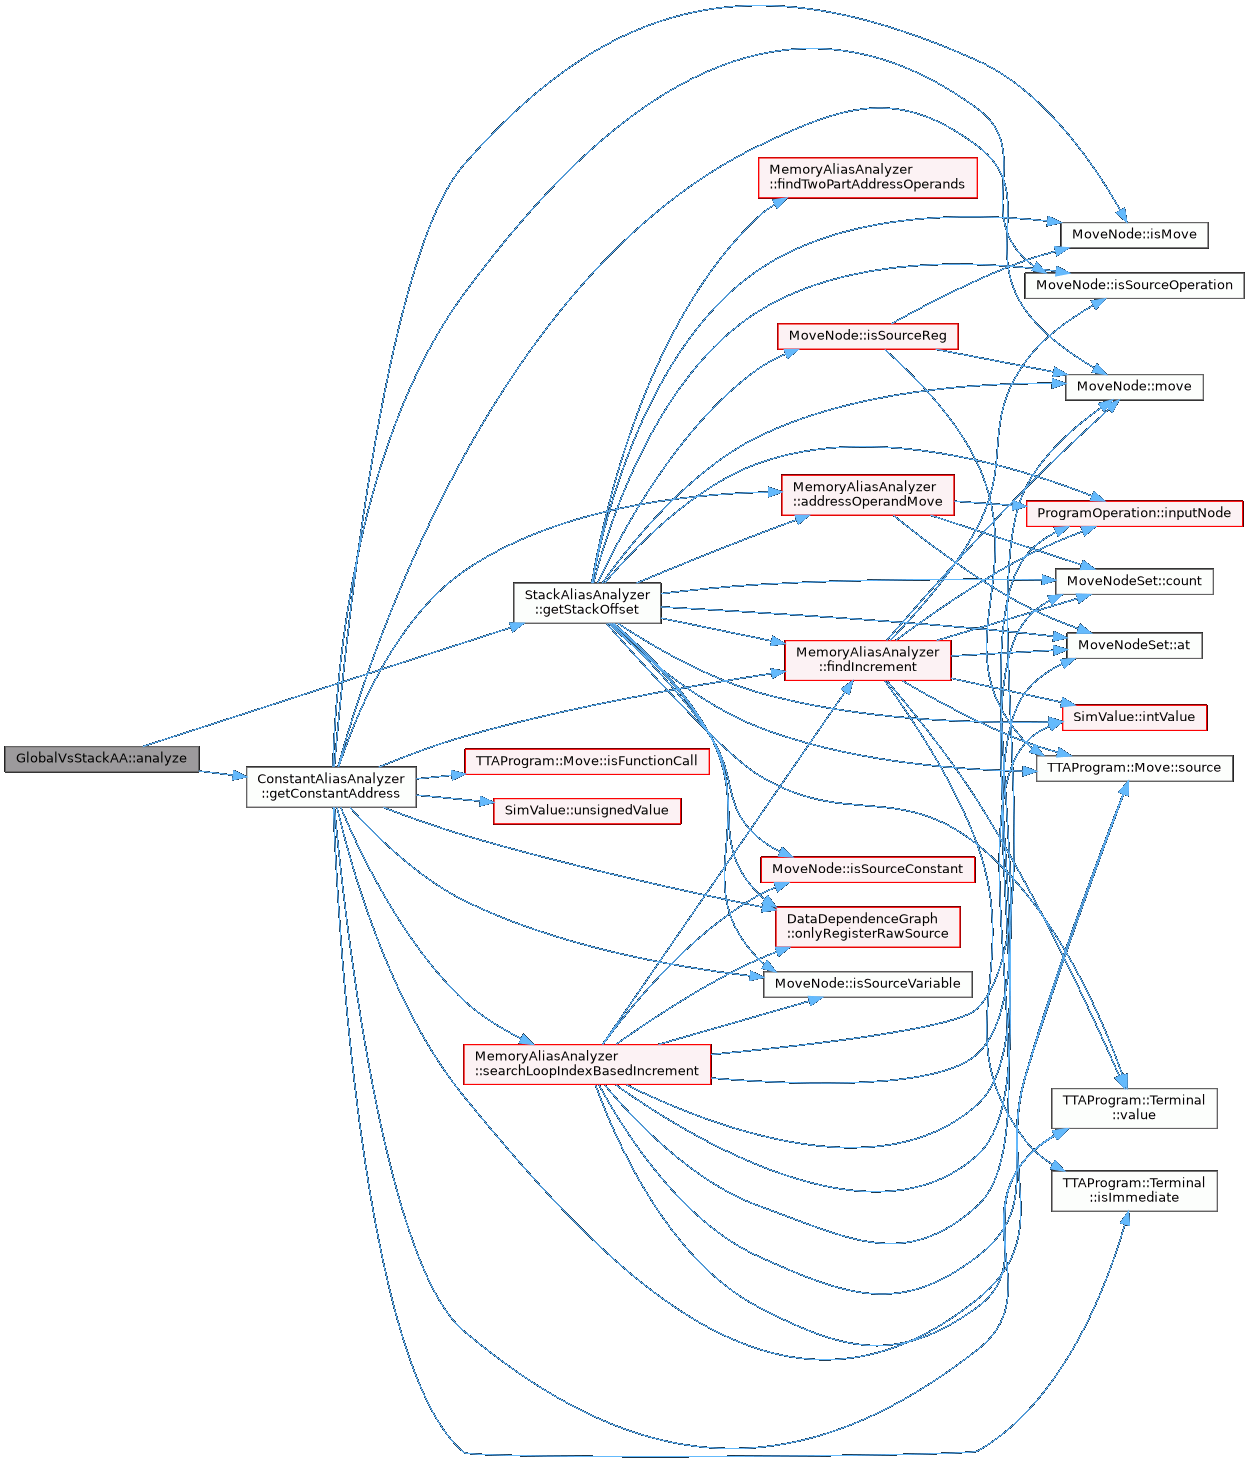 MemoryAliasAnalyzer
::findTwoPartAddressOperands
MoveNode::isMove
MoveNode::isSourceOperation
MoveNode::isSourceReg
MoveNode::move
MemoryAliasAnalyzer
::addressOperandMove
ProgramOperation::inputNode
MoveNodeSet::count
StackAliasAnalyzer
::getStackOffset
MoveNodeSet::at
MemoryAliasAnalyzer
::findIncrement
SimValue::intValue
GlobalVsStackAA::analyze
TTAProgram::Move::isFunctionCall
TTAProgram::Move::source
ConstantAliasAnalyzer
::getConstantAddress
SimValue::unsignedValue
MoveNode::isSourceConstant
DataDependenceGraph
::onlyRegisterRawSource
MoveNode::isSourceVariable
MemoryAliasAnalyzer
::searchLoopIndexBasedIncrement
TTAProgram::Terminal
::value
TTAProgram::Terminal
::isImmediate